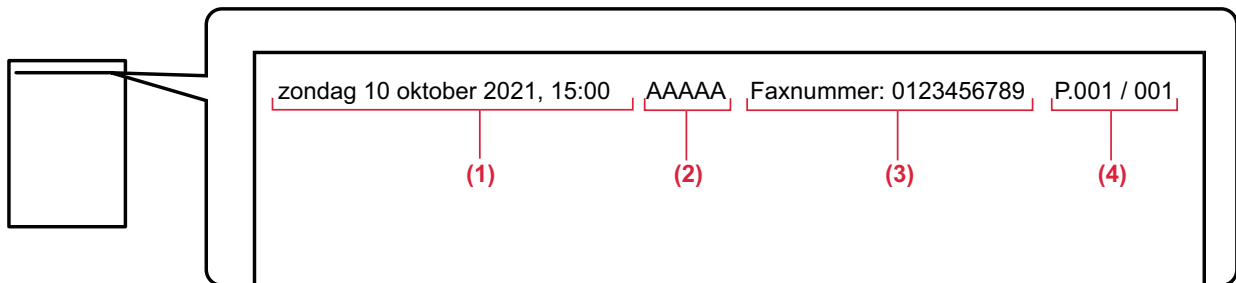 zondag 10 oktober 2021, 15:00 AAAAA Faxnummer: 0123456789 P.001 / 001
(1) (2) (3) (4)